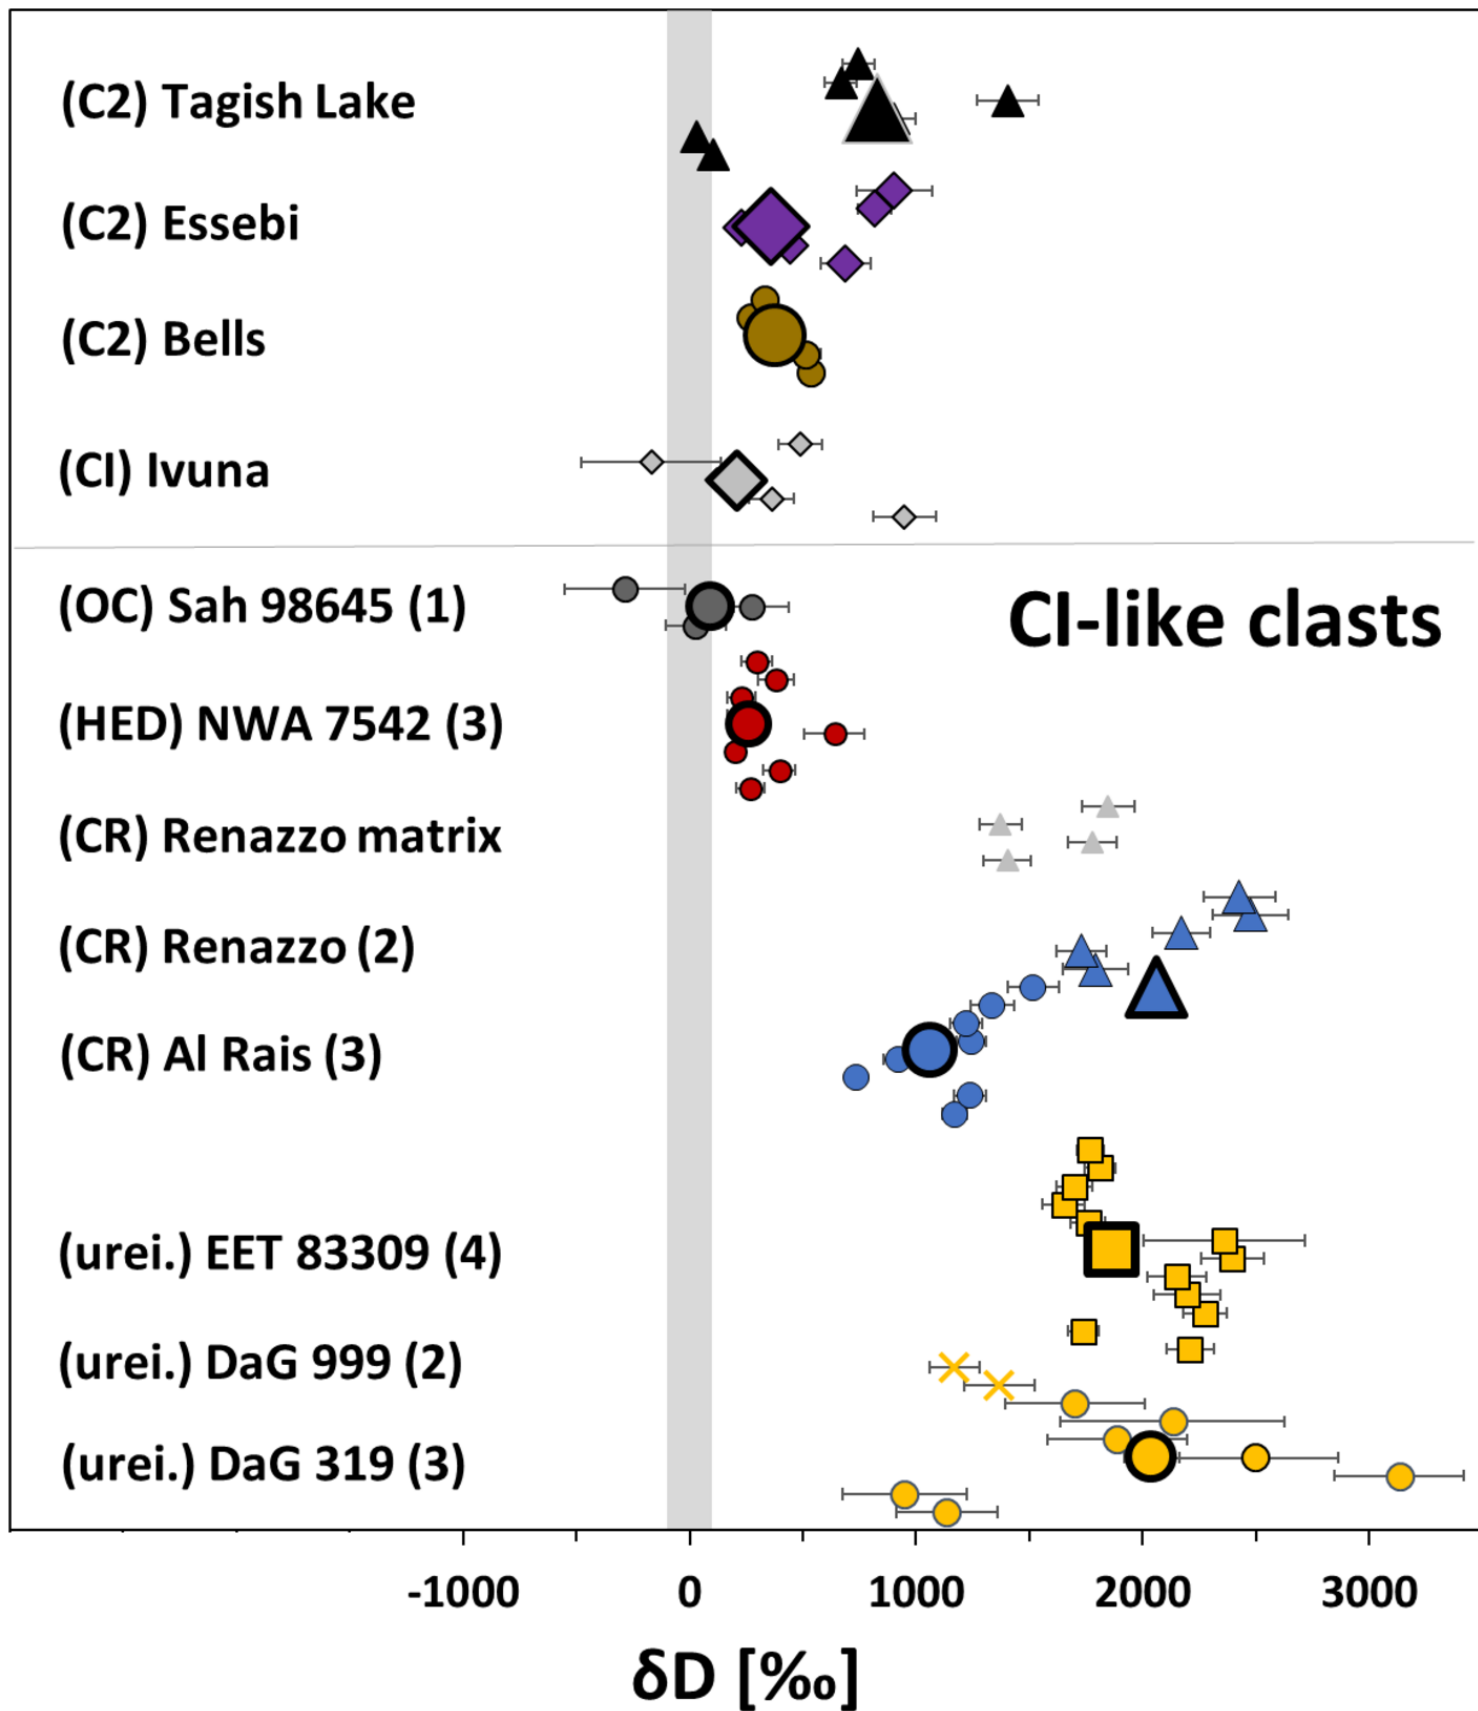 (C2) Tagish Lake
(C2) Essebi
(C2) Bells
(CI) Ivuna
(OC) Sah 98645 (1)
CI-like clasts
(HED) NWA 7542 (3)
(CR) Renazzo matrix
(CR) Renazzo (2)
(CR) Al Rais (3)
(urei.) EET 83309 (4)
(urei.) DaG 999 (2)
(urei.) DaG 319 (3)
-1000 0 1000 2000 3000
δD [‰]